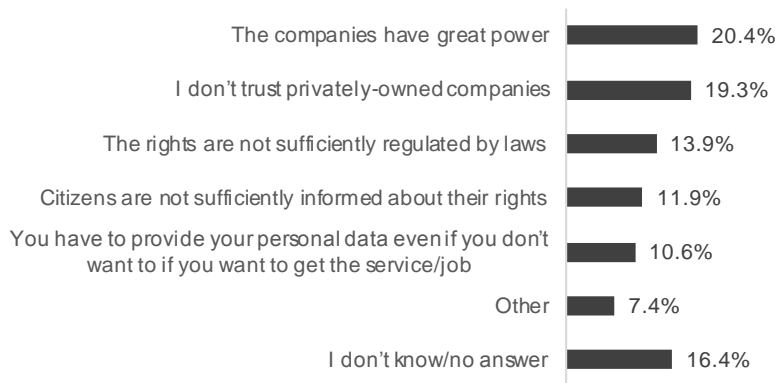 The companies have great power 20.4%
I don't trust privately-owned companies 19.3%
The rights are not sufficiently regulated by laws 13.9%
Citizens are not sufficiently informed about their rights 11.9%
You have to provide your personal data even if you don't
want to if you want to get the service/job 10.6%
Other 7.4%
I don't know/no answer 16.4%